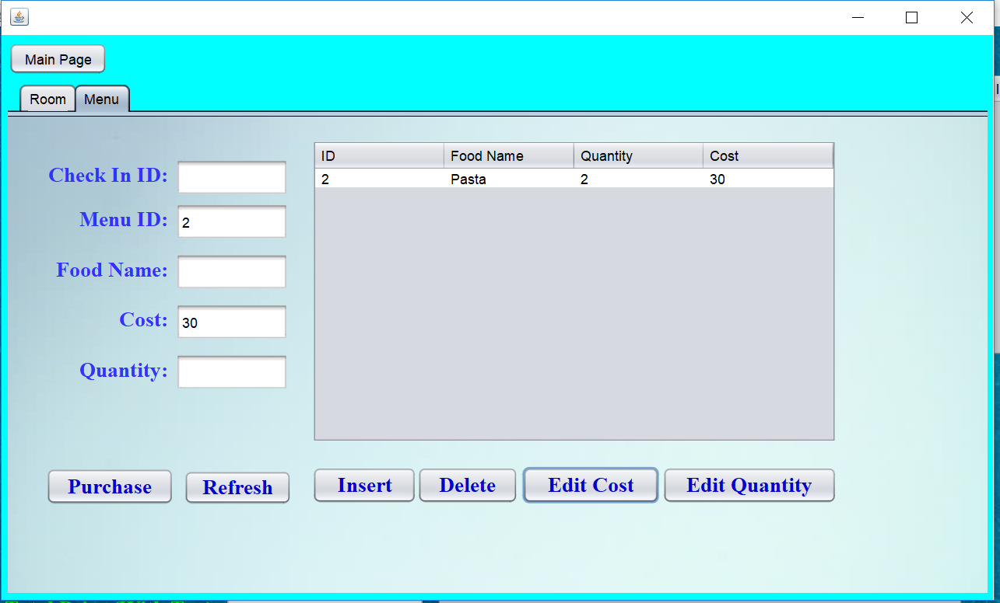 Main Page
Room Menu
Check In ID:
Menu ID: 2
Food Name:
Cost: 30
Quantity:
ID Food Name Quantity Cost
2 Pasta 2 30
Purchase Refresh Insert Delete Edit Cost Edit Quantity